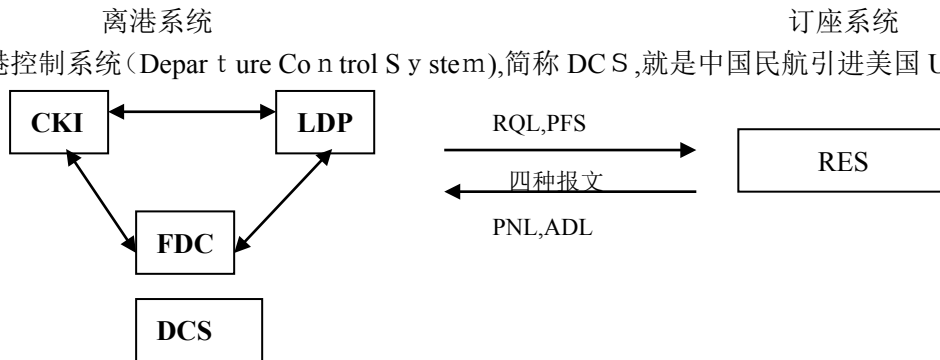 离港系统 订座系统
港控制系统（Depar t ure Co n trol S y stem),简称 DCS,就是中国民航引进美国 U
CKI LDP RQL,PFS
RES
四种报文
FDC PNL,ADL
DCS